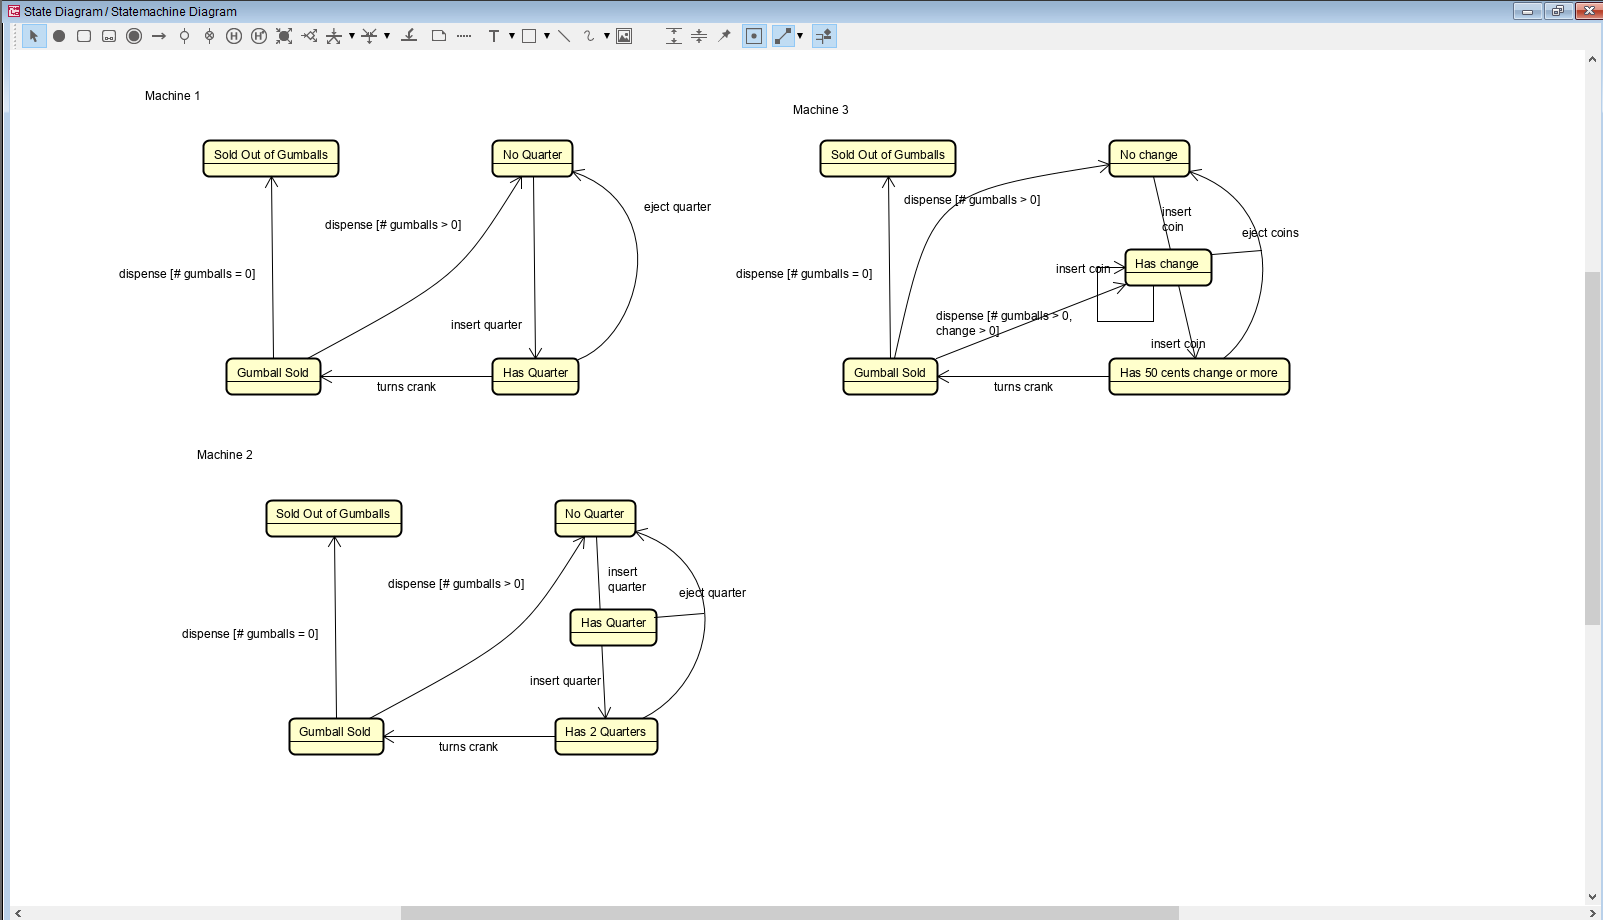 State Diagram / Statemachine Diagram
Machine 1
Sold Out of Gumballs
No Quarter
eject quarter
dispense [# gumballs > 0]
dispense [# gumballs = 0]
insert quarter
Gumball Sold
Has Quarter
turns crank
Machine 3
Sold Out of Gumballs
No change
dispense [# gumballs > 0]
insert
coin
eject coins
Has change
insert coin
dispense [# gumballs = 0]
dispense [# gumballs > 0,
change > 0]
insert coin
Gumball Sold
Has 50 cents change or more
turns crank
Machine 2
Sold Out of Gumballs
No Quarter
insert
quarter
dispense [# gumballs > 0]
eject quarter
Has Quarter
dispense [# gumballs = 0]
insert quarter
Gumball Sold
Has 2 Quarters
turns crank